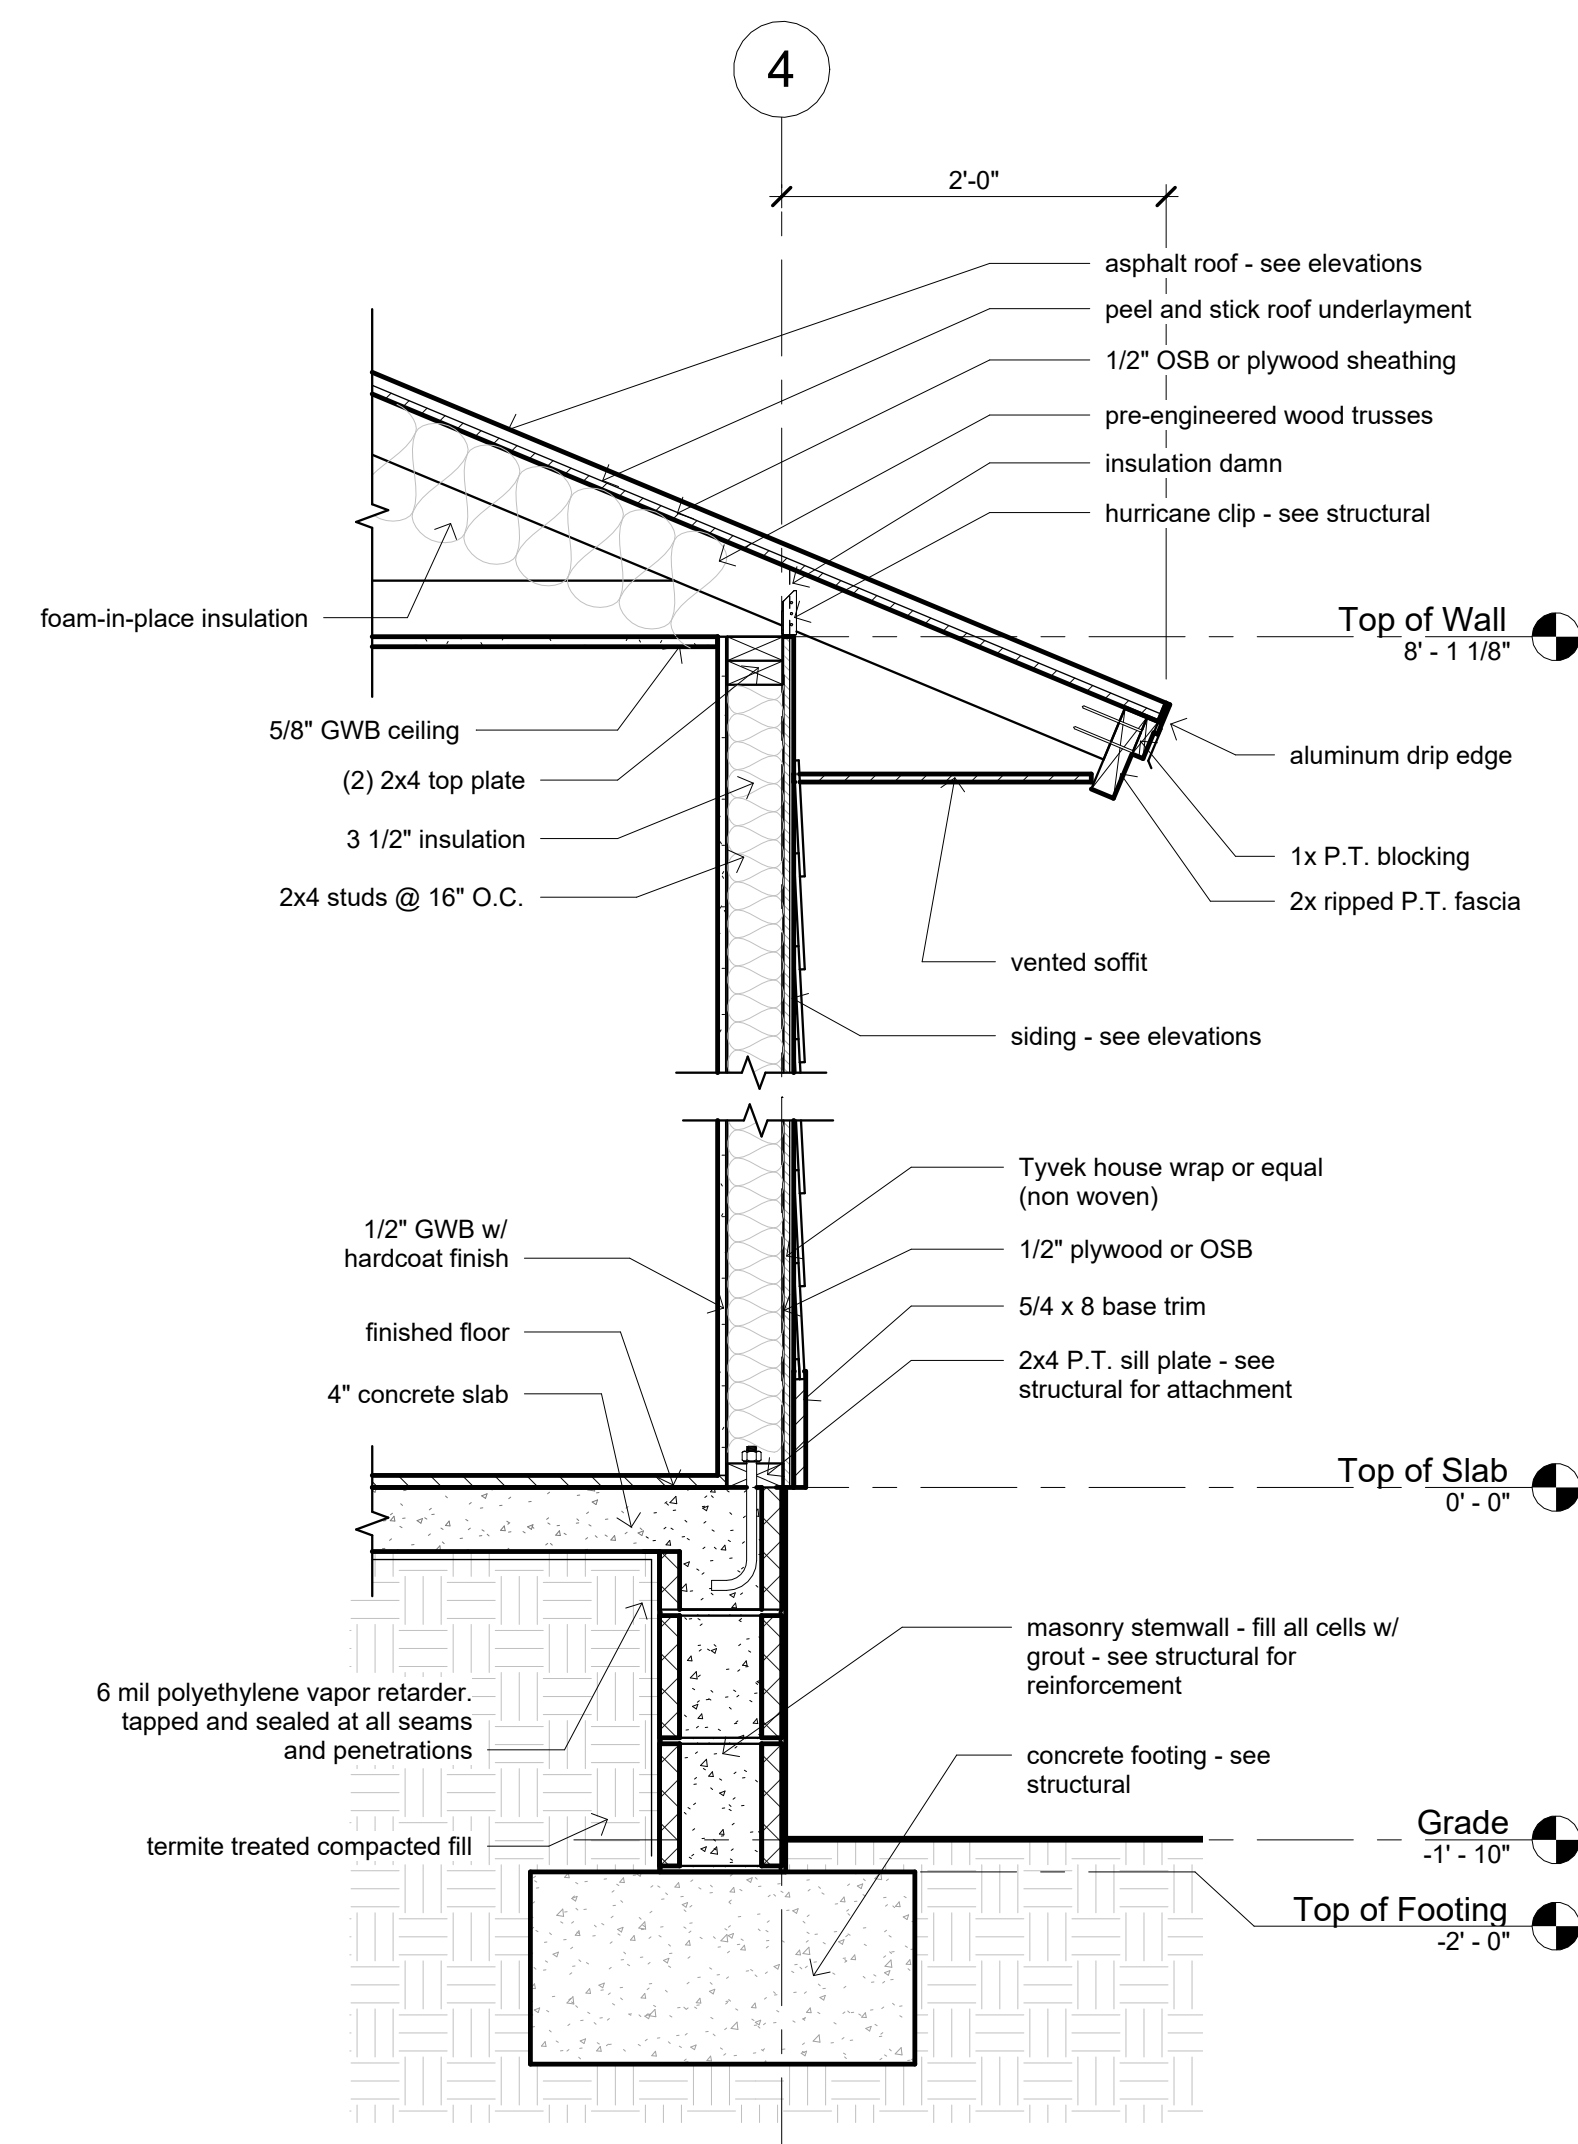 4
2'-0"
asphalt roof - see elevations
peel and stick roof underlayment
1/2" OSB or plywood sheathing
pre-engineered wood trusses
insulation damn
hurricane clip - see structural
foam-in-place insulation
Top of Wall
8' - 1 1/8"
5/8" GWB ceiling
(2) 2x4 top plate
3 1/2" insulation
2x4 studs @ 16" O.C.
aluminum drip edge
1x P.T. blocking
2x ripped P.T. fascia
vented soffit
siding - see elevations
Tyvek house wrap or equal
(non woven)
1/2" plywood or OSB
5/4 x 8 base trim
2x4 P.T. sill plate - see
structural for attachment
1/2" GWB w/
hardcoat finish
finished floor
4" concrete slab
Top of Slab
0' - 0"
masonry stemwall - fill all cells w/
grout - see structural for
reinforcement
6 mil polyethylene vapor retarder.
tapped and sealed at all seams
and penetrations
concrete footing - see
structural
termite treated compacted fill
Grade
-1' - 10"
Top of Footing
-2' - 0"